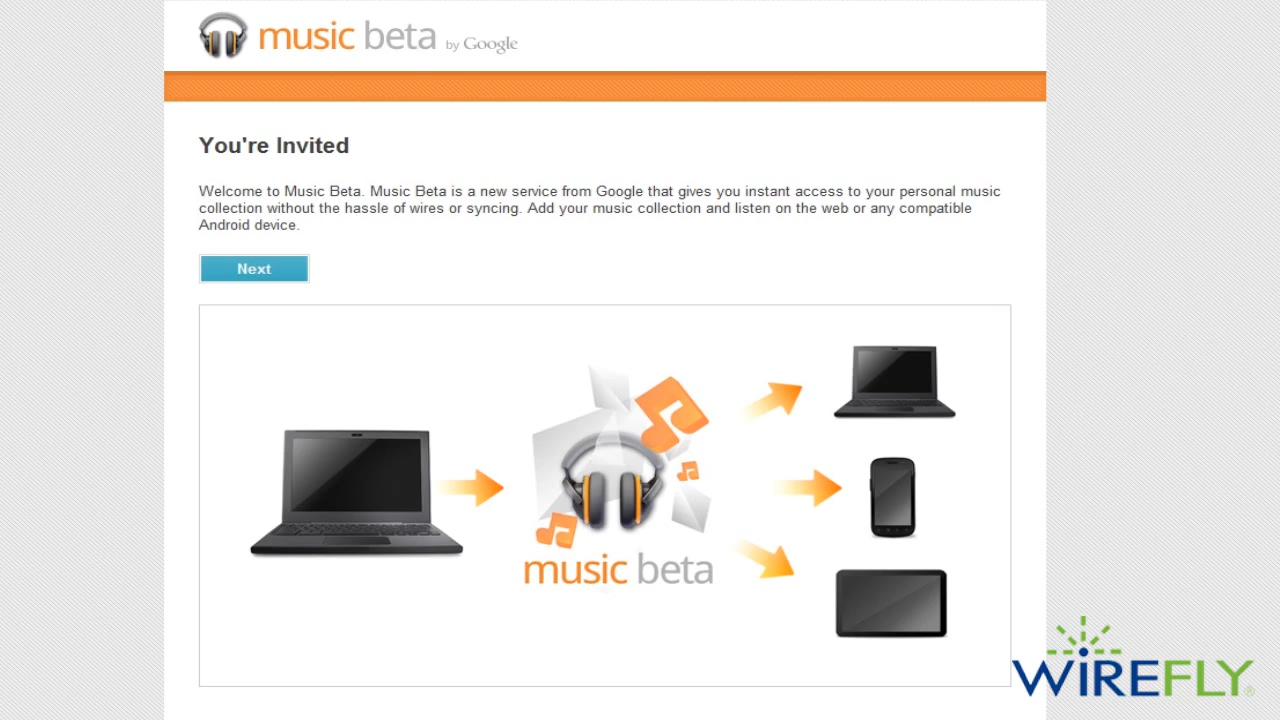 music beta by Google
You're Invited
Welcome to Music Beta. Music Beta is a new service from Google that gives you instant access to your personal music
collection without the hassle of wires or syncing. Add your music collection and listen on the web or any compatible
Android device.
Next
music beta
WIREFLY®